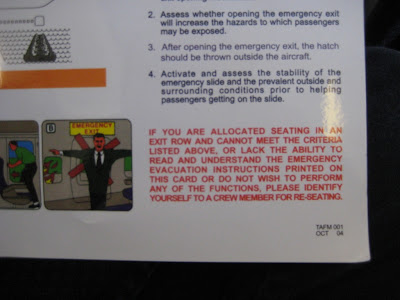 2. Assess whether opening the emergency exit
will increase the hazards to which passengers
may be exposed.
3. After opening the emergency exit, the hatch
should be thrown outside the aircraft.
4. Activate and assess the stability of the
emergency slide and the prevalent outside and
surrounding conditions prior to helping
passengers getting on the slide.
B
EMERGENCY
EXIT
IF YOU ARE ALLOCATED SEATING IN AN
EXIT ROW AND CANNOT MEET THE CRITERIA
LISTED ABOVE, OR LACK THE ABILITY TO
READ AND UNDERSTAND THE EMERGENCY
EVACUATION INSTRUCTIONS PRINTED ON
THIS CARD OR DO NOT WISH TO PERFORM
ANY OF THE FUNCTIONS, PLEASE IDENTIFY
YOURSELF TO A CREW MEMBER FOR RE-SEATING.
TAFM 001
OCT 04